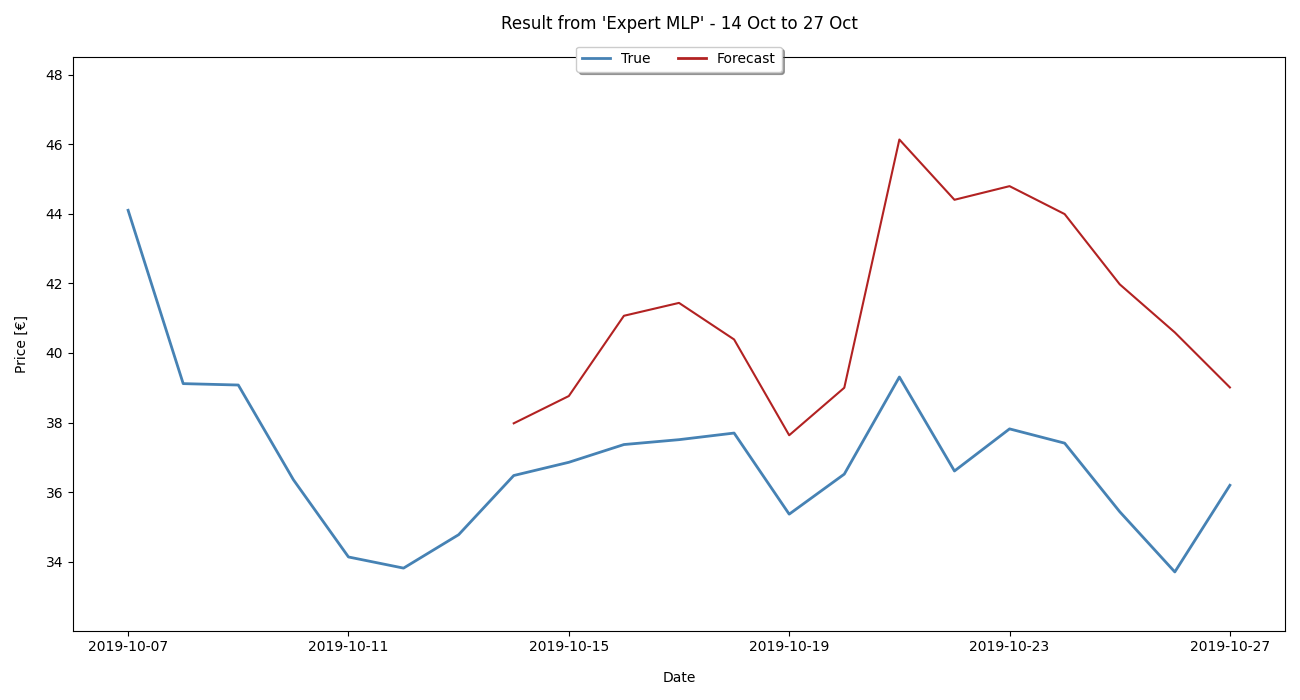 Result from 'Expert MLP' - 14 Oct to 27 Oct
True
Forecast
48
46
44
42
40
38
36
34
Price [€]
2019-10-07
2019-10-11
2019-10-15
2019-10-19
2019-10-23
2019-10-27
Date